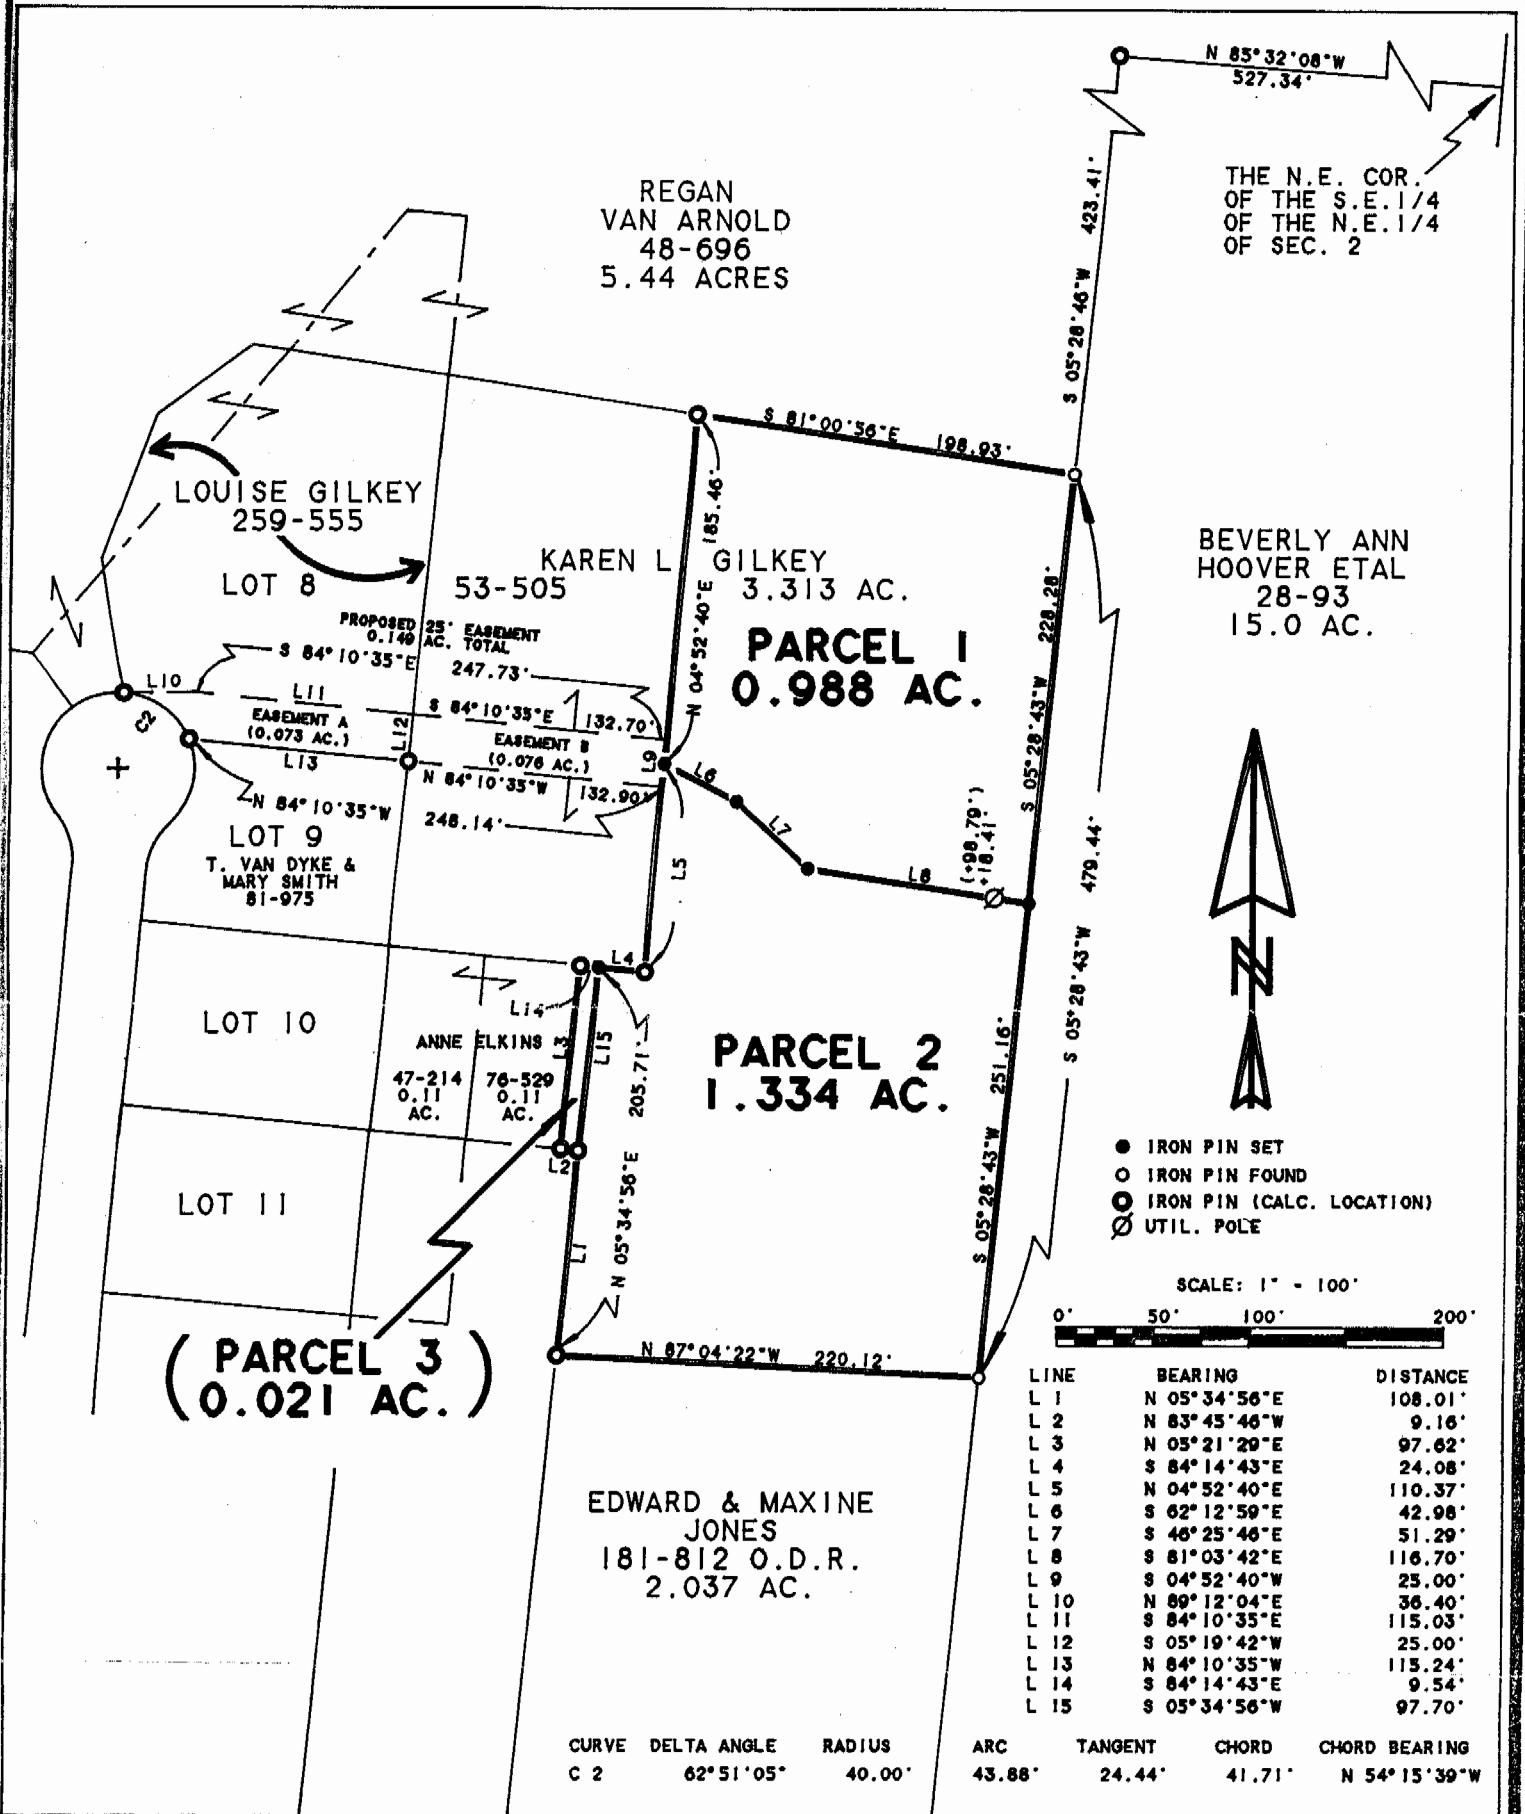 N 85°32'08"W
527.34'
THE N.E. COR.
OF THE S.E.1/4
OF THE N.E.1/4
OF SEC. 2
S 05°28'46"W 423.41'
REGAN
VAN ARNOLD
48-696
5.44 ACRES
S 81°00'56"E 198.93'
LOUISE GILKEY
259-555
LOT 8
KAREN L GILKEY
53-505 3.313 AC.
N 04°52'40"E 185.46'
PARCEL 1
0.988 AC.
S 05°28'43"W 228.28'
BEVERLY ANN
HOOVER ETAL
28-93
15.0 AC.
PROPOSED 25' EASEMENT
0.149 AC. TOTAL
S 84°10'35"E
247.73'
L10
L11
C2
EASEMENT A
(0.073 AC.)
L12
S 84°10'35"E 132.70'
EASEMENT B
(0.076 AC.)
L9
L13
N 84°10'35"W 132.90'
N 84°10'35"W
248.14'
L6
L7
L8
(+98.79')
+18.41'
L5
LOT 9
T. VAN DYKE &
MARY SMITH
81-975
S 05°28'43"W 479.44'
L4
L14
LOT 10
ANNE ELKINS
47-214
0.11
AC.
76-529
0.11
AC.
L3
L15
N 05°34'56"E 205.71'
L2
PARCEL 2
1.334 AC.
S 05°28'43"W 251.16'
LOT 11
L1
N 87°04'22"W 220.12'
(PARCEL 3
0.021 AC.)
N
IRON PIN SET
IRON PIN FOUND
IRON PIN (CALC. LOCATION)
UTIL. POLE
SCALE: 1" - 100'
0' 50' 100' 200'
EDWARD & MAXINE
JONES
181-812 O.D.R.
2.037 AC.
LINE BEARING DISTANCE
L 1 N 05°34'56"E 108.01'
L 2 N 83°45'46"W 9.16'
L 3 N 05°21'29"E 97.62'
L 4 S 84°14'43"E 24.08'
L 5 N 04°52'40"E 110.37'
L 6 S 62°12'59"E 42.98'
L 7 S 46°25'46"E 51.29'
L 8 S 81°03'42"E 116.70'
L 9 S 04°52'40"W 25.00'
L 10 N 89°12'04"E 36.40'
L 11 S 84°10'35"E 115.03'
L 12 S 05°19'42"W 25.00'
L 13 N 84°10'35"W 115.24'
L 14 S 84°14'43"E 9.54'
L 15 S 05°34'56"W 97.70'
CURVE DELTA ANGLE RADIUS ARC TANGENT CHORD CHORD BEARING
C 2 62°51'05" 40.00' 43.88' 24.44' 41.71' N 54°15'39"W